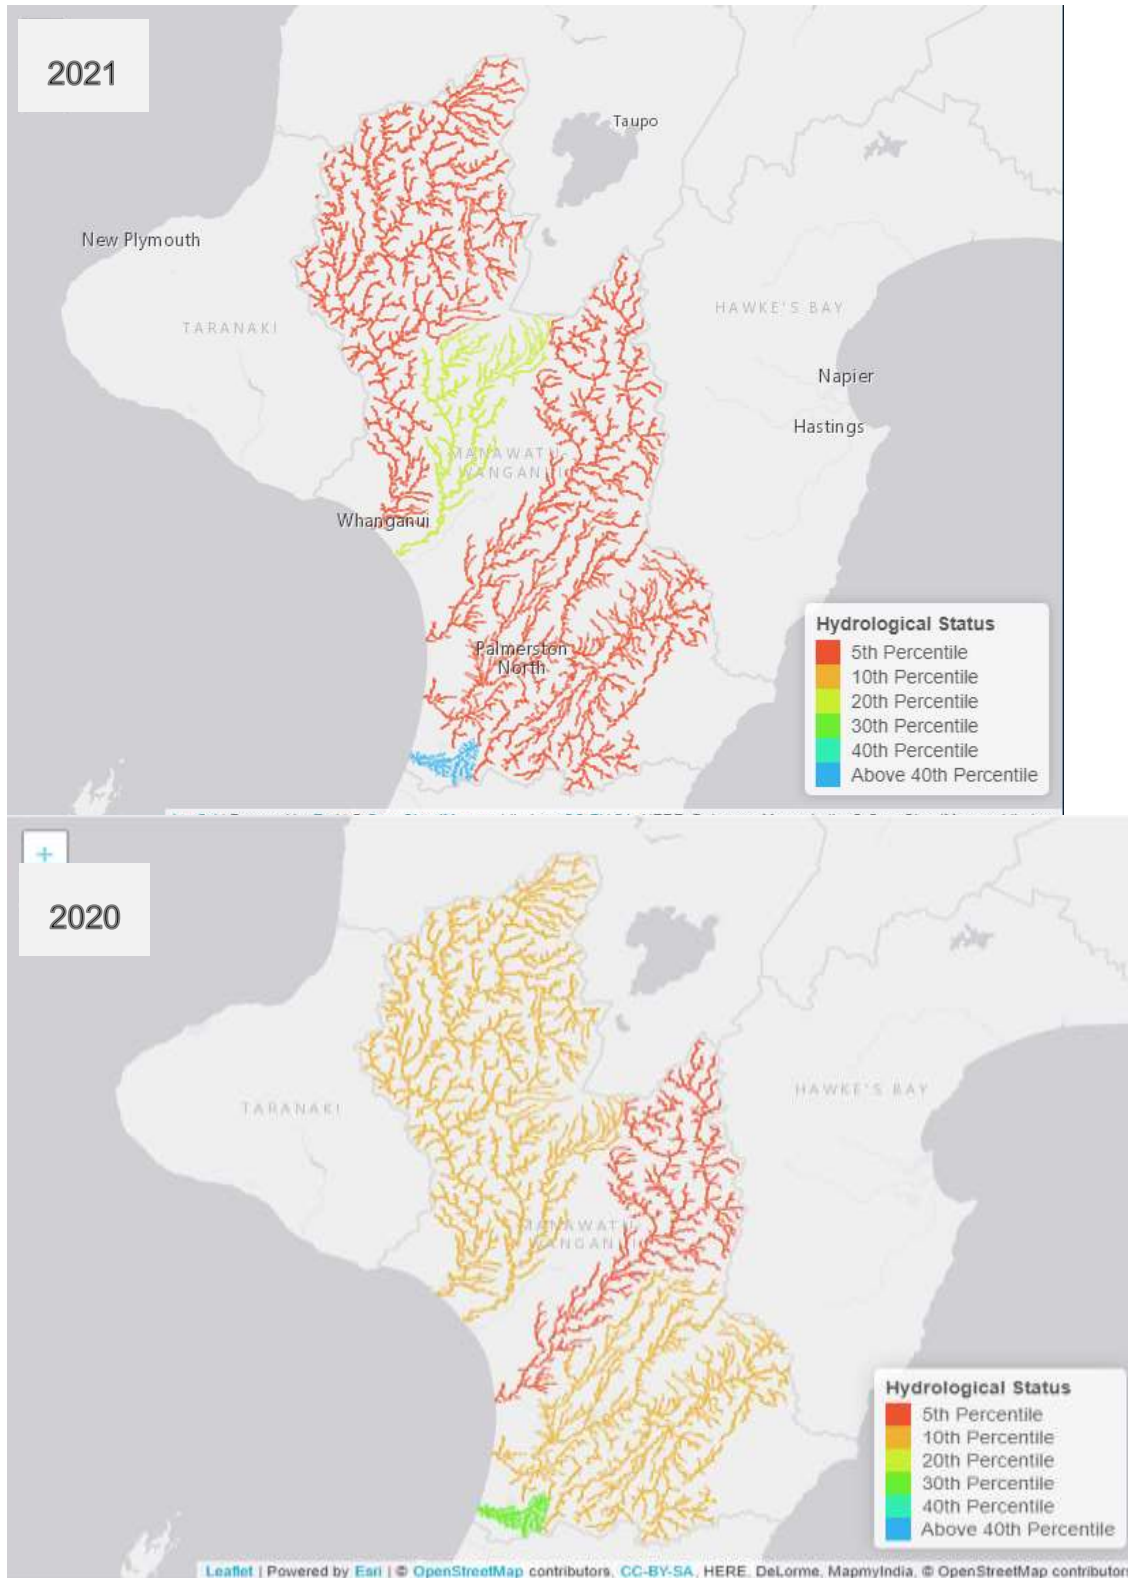 2021
Taupo
New Plymouth
HAWKE'S BAY
TARANAKI
Napier
Hastings
MANAWATU-
WANGANUI
Whanganui
Palmerston
North
Hydrological Status
5th Percentile
10th Percentile
20th Percentile
30th Percentile
40th Percentile
Above 40th Percentile
+
2020
HAWKE'S BAY
TARANAKI
MANAWATU-
WANGANUI
Hydrological Status
5th Percentile
10th Percentile
20th Percentile
30th Percentile
40th Percentile
Above 40th Percentile
Leaflet | Powered by Esri | © OpenStreetMap contributors, CC-BY-SA, HERE, DeLorme, MapmyIndia, © OpenStreetMap contributors